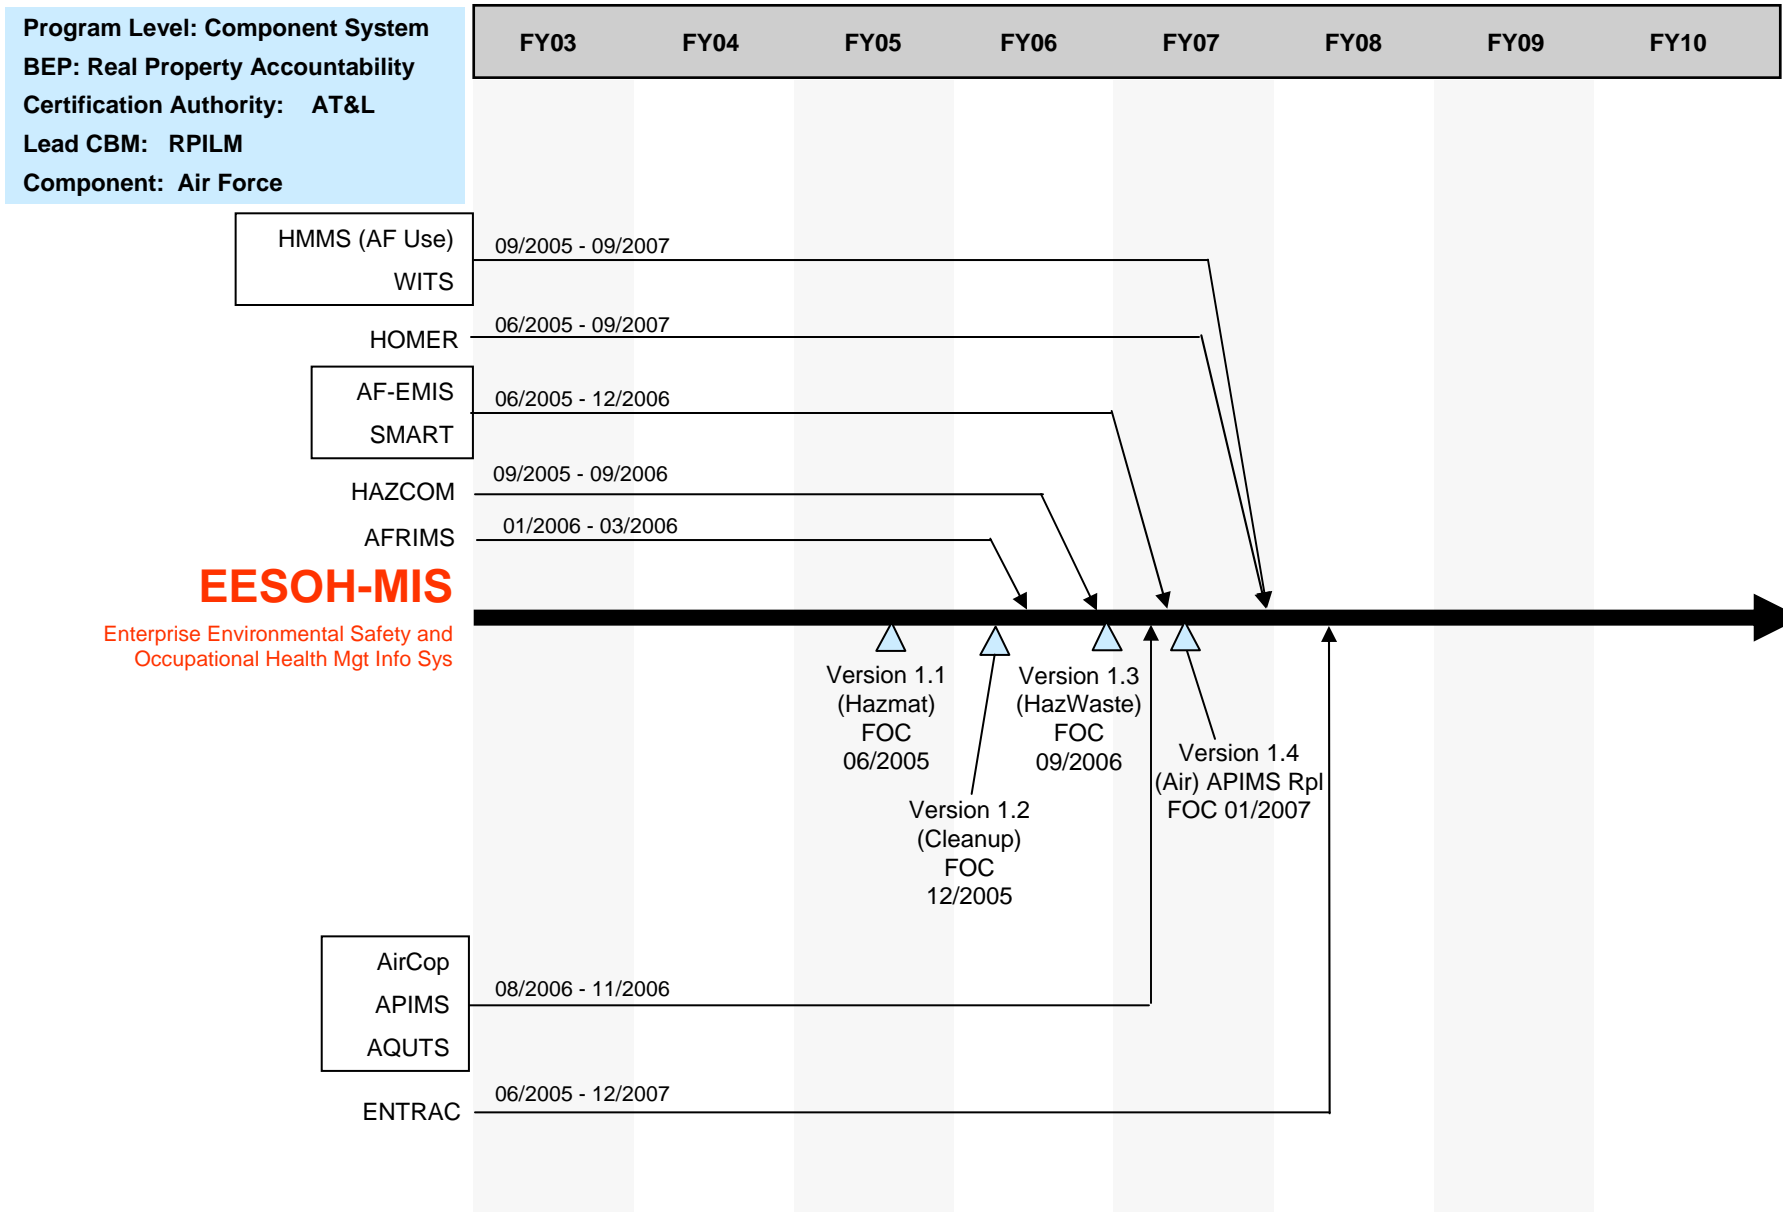 Program Level: Component System
BEP: Real Property Accountability
Certification Authority: AT&L
Lead CBM: RPILM
Component: Air Force
FY03 FY04 FY05 FY06 FY07 FY08 FY09 FY10
HMMS (AF Use)
WITS
09/2005 - 09/2007
HOMER
06/2005 - 09/2007
AF-EMIS
SMART
06/2005 - 12/2006
HAZCOM
09/2005 - 09/2006
AFRIMS
01/2006 - 03/2006
EESOH-MIS
Enterprise Environmental Safety and
Occupational Health Mgt Info Sys
Version 1.1
(Hazmat)
FOC
06/2005
Version 1.2
(Cleanup)
FOC
12/2005
Version 1.3
(HazWaste)
FOC
09/2006
Version 1.4
(Air) APIMS Rpl
FOC 01/2007
AirCop
APIMS
AQUTS
08/2006 - 11/2006
ENTRAC
06/2005 - 12/2007